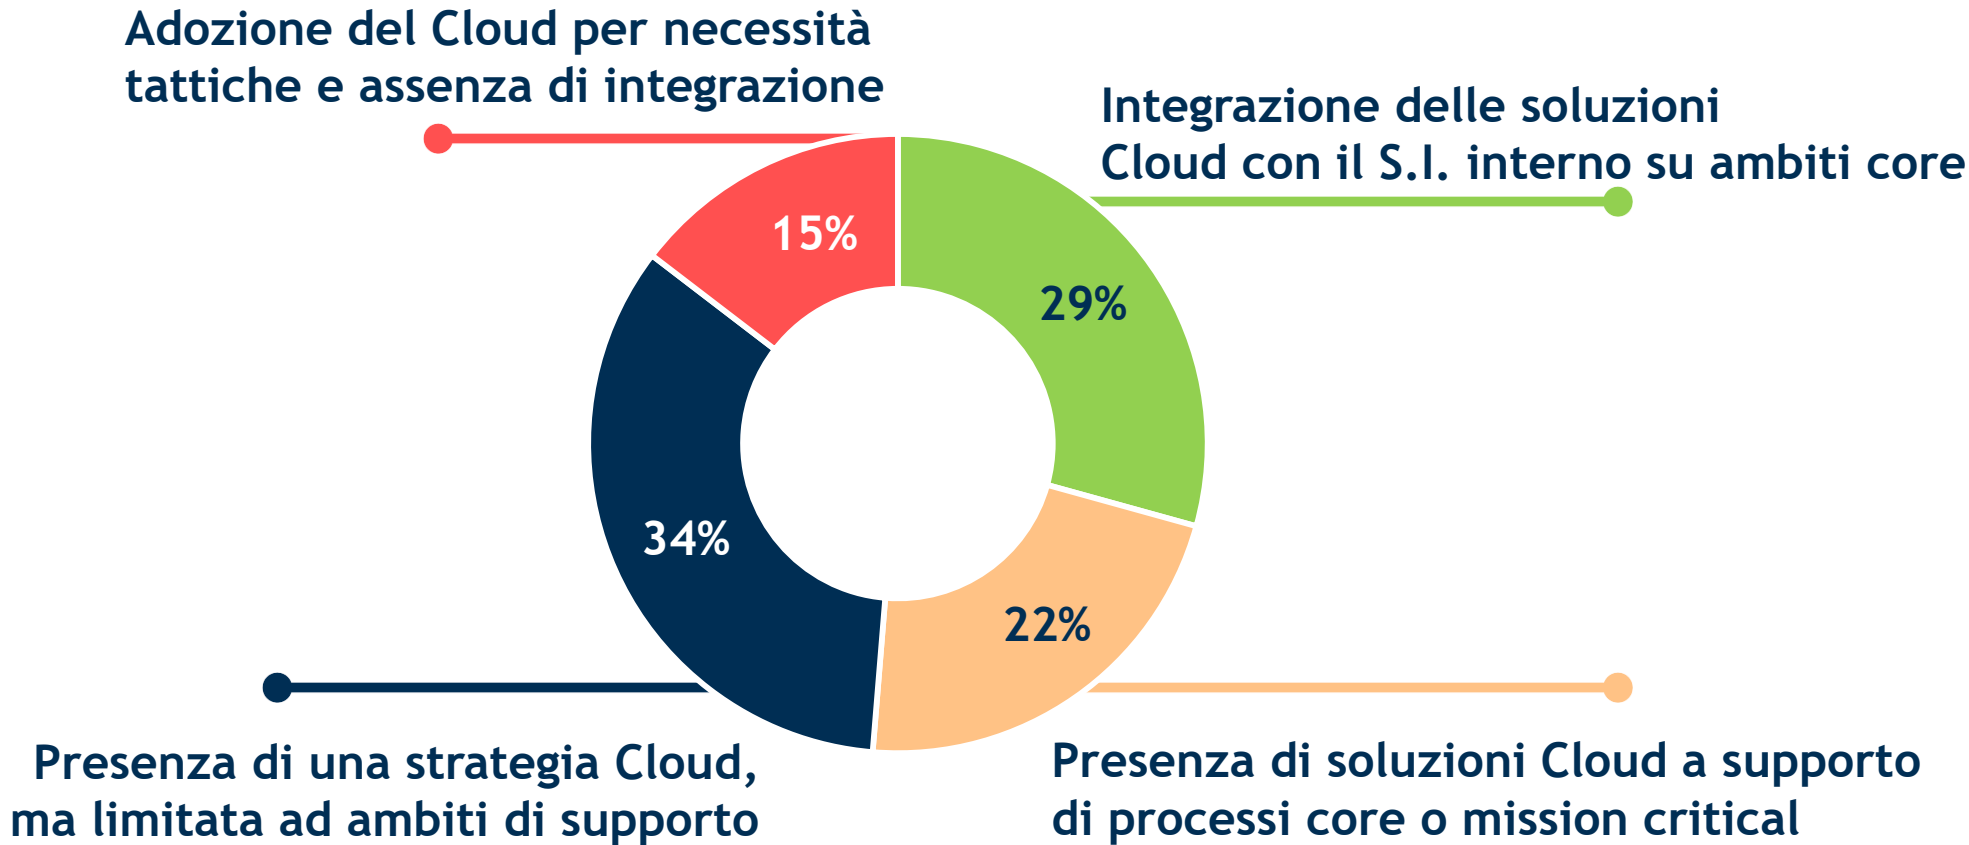 Adozione del Cloud per necessità
tattiche e assenza di integrazione
Integrazione delle soluzioni
Cloud con il S.I. interno su ambiti core
15%
29%
34%
22%
Presenza di una strategia Cloud,
ma limitata ad ambiti di supporto
Presenza di soluzioni Cloud a supporto
di processi core o mission critical